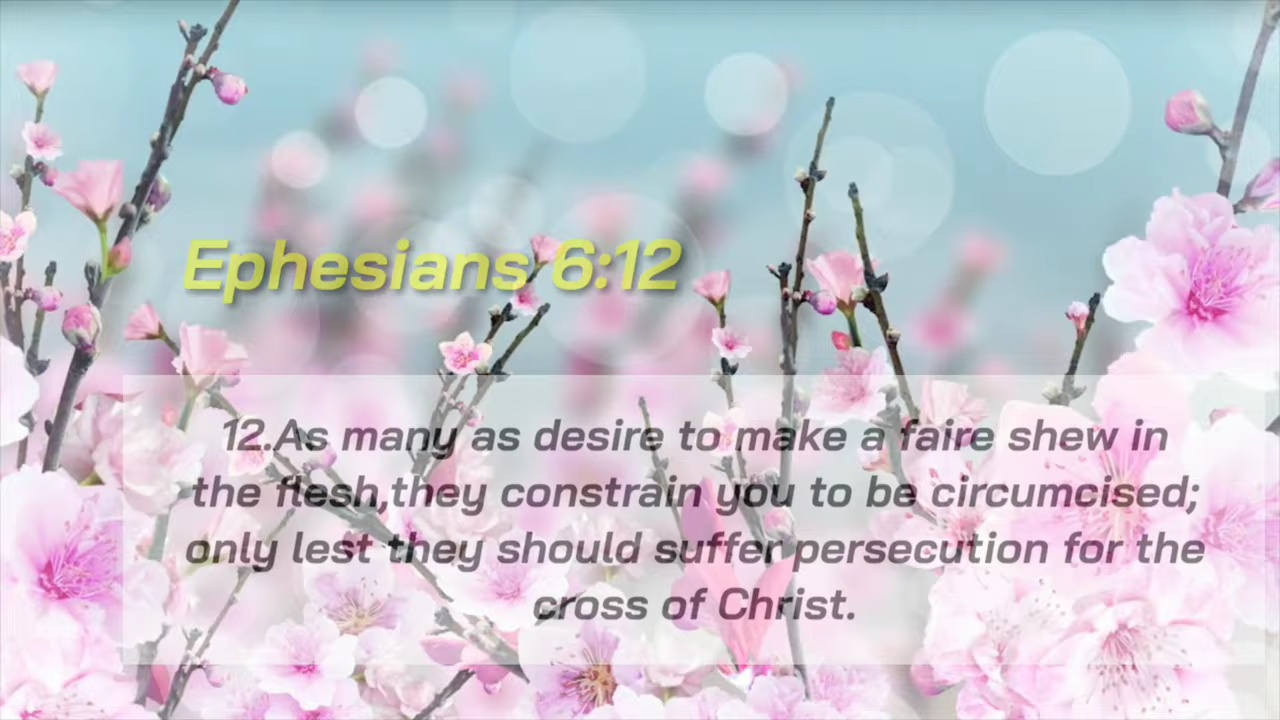 Ephesians 6:12
12.As many as desire to make a faire shew in
the flesh,they constrain you to be circumcised;
only lest they should suffer persecution for the
cross of Christ.